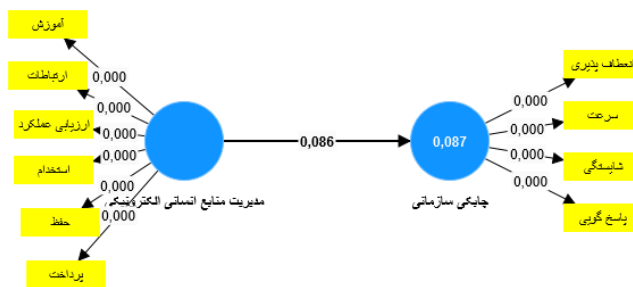 آموزش
ارتباطات
ارزیابی عملکرد
استخدام
حفظ
پرداخت
0,000
0,000
0,000
0,000
0,000
0,000
مدیریت منابع انسانی الکترونیکی
0,086
0,087
چابکی سازمانی
0,000
0,000
0,000
0,000
انعطاف پذیری
سرعت
شایستگی
پاسخ گویی